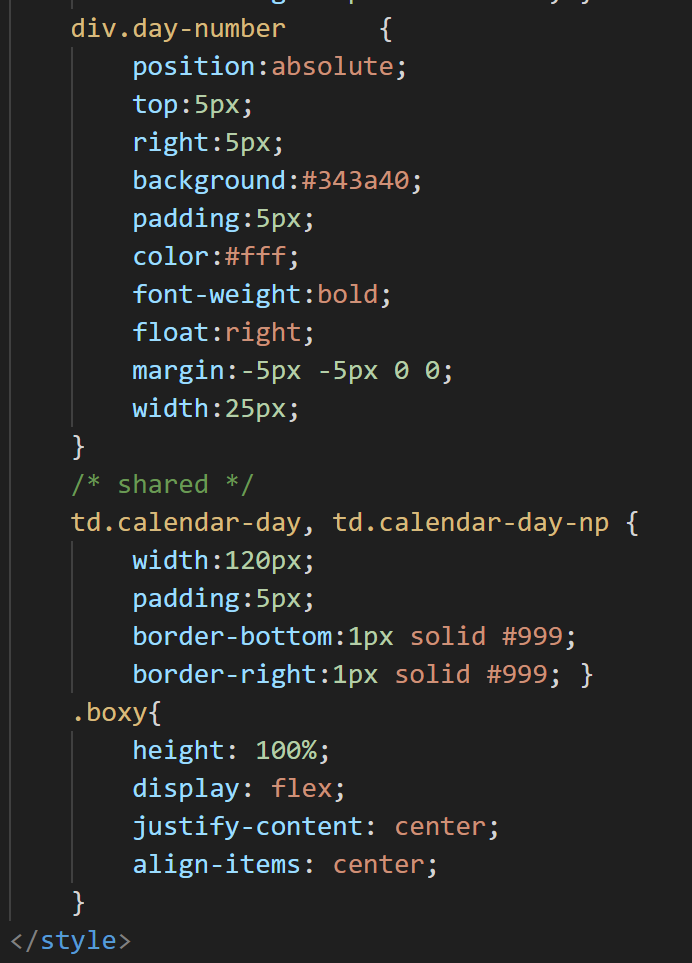 div.day-number      {
    position:absolute;
    top:5px;
    right:5px;
    background:#343a40;
    padding:5px;
    color:#fff;
    font-weight:bold;
    float:right;
    margin:-5px -5px 0 0;
    width:25px;
}
/* shared */
td.calendar-day, td.calendar-day-np {
    width:120px;
    padding:5px;
    border-bottom:1px solid #999;
    border-right:1px solid #999; }
.boxy{
    height: 100%;
    display: flex;
    justify-content: center;
    align-items: center;
}
</style>